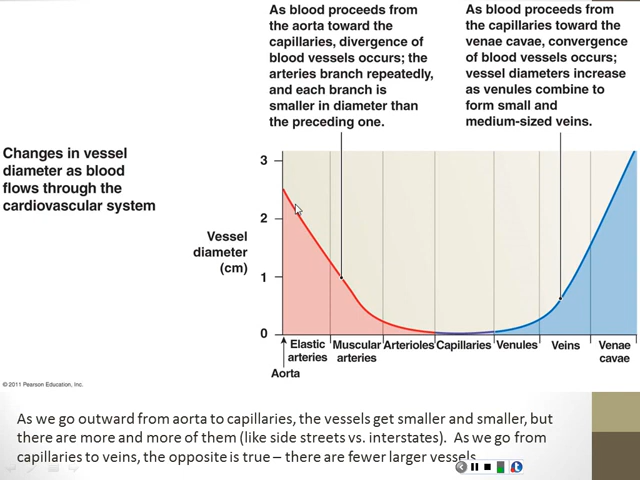 As blood proceeds from
the aorta toward the
capillaries, divergence of
blood vessels occurs; the
arteries branch repeatedly,
and each branch is
smaller in diameter than
the preceding one.
As blood proceeds from
the capillaries toward the
venae cavae, convergence
of blood vessels occurs;
vessel diameters increase
as venules combine to
form small and
medium-sized veins.
Changes in vessel
diameter as blood
flows through the
cardiovascular system
Vessel
diameter
(cm)
3
2
1
0
Elastic
arteries
Muscular
arteries
Arterioles
Capillaries
Venules
Veins
Venae
cavae
Aorta
© 2011 Pearson Education, Inc.
As we go outward from aorta to capillaries, the vessels get smaller and smaller, but
there are more and more of them (like side streets vs. interstates).  As we go from
capillaries to veins, the opposite is true – there are fewer larger vessels